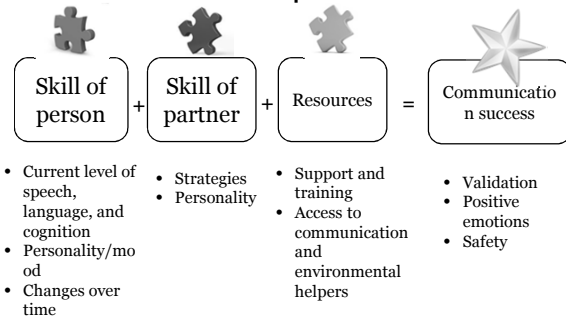 Skill of
person
+
Skill of
partner
+
Resources
=
Communicatio
n success
• Current level of
speech,
language, and
cognition
• Personality/mo
od
• Changes over
time
• Strategies
• Personality
• Support and
training
• Access to
communication
and
environmental
helpers
• Validation
• Positive
emotions
• Safety